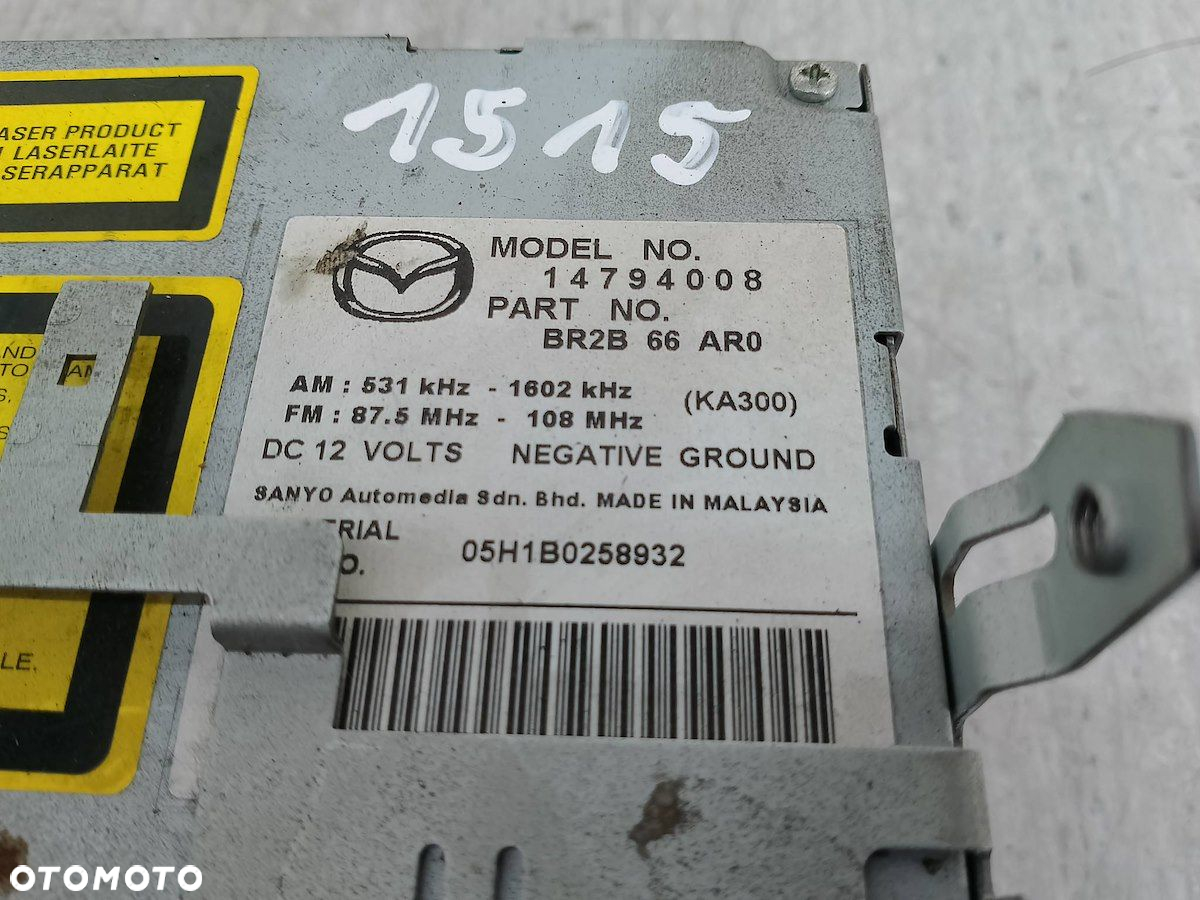 1515
ASER PRODUCT
LASERLAITE
SERAPPARAT
MODEL NO.
14794008
PART NO.
BR2B 66 AR0
AM : 531 kHz - 1602 kHz
(KA300)
FM : 87.5 MHz - 108 MHz
DC 12 VOLTS NEGATIVE GROUND
SANYO Automedia Sdn. Bhd. MADE IN MALAYSIA
ERIAL
O.
05H1B0258932
AND
TO
LE.
OTOMOTO